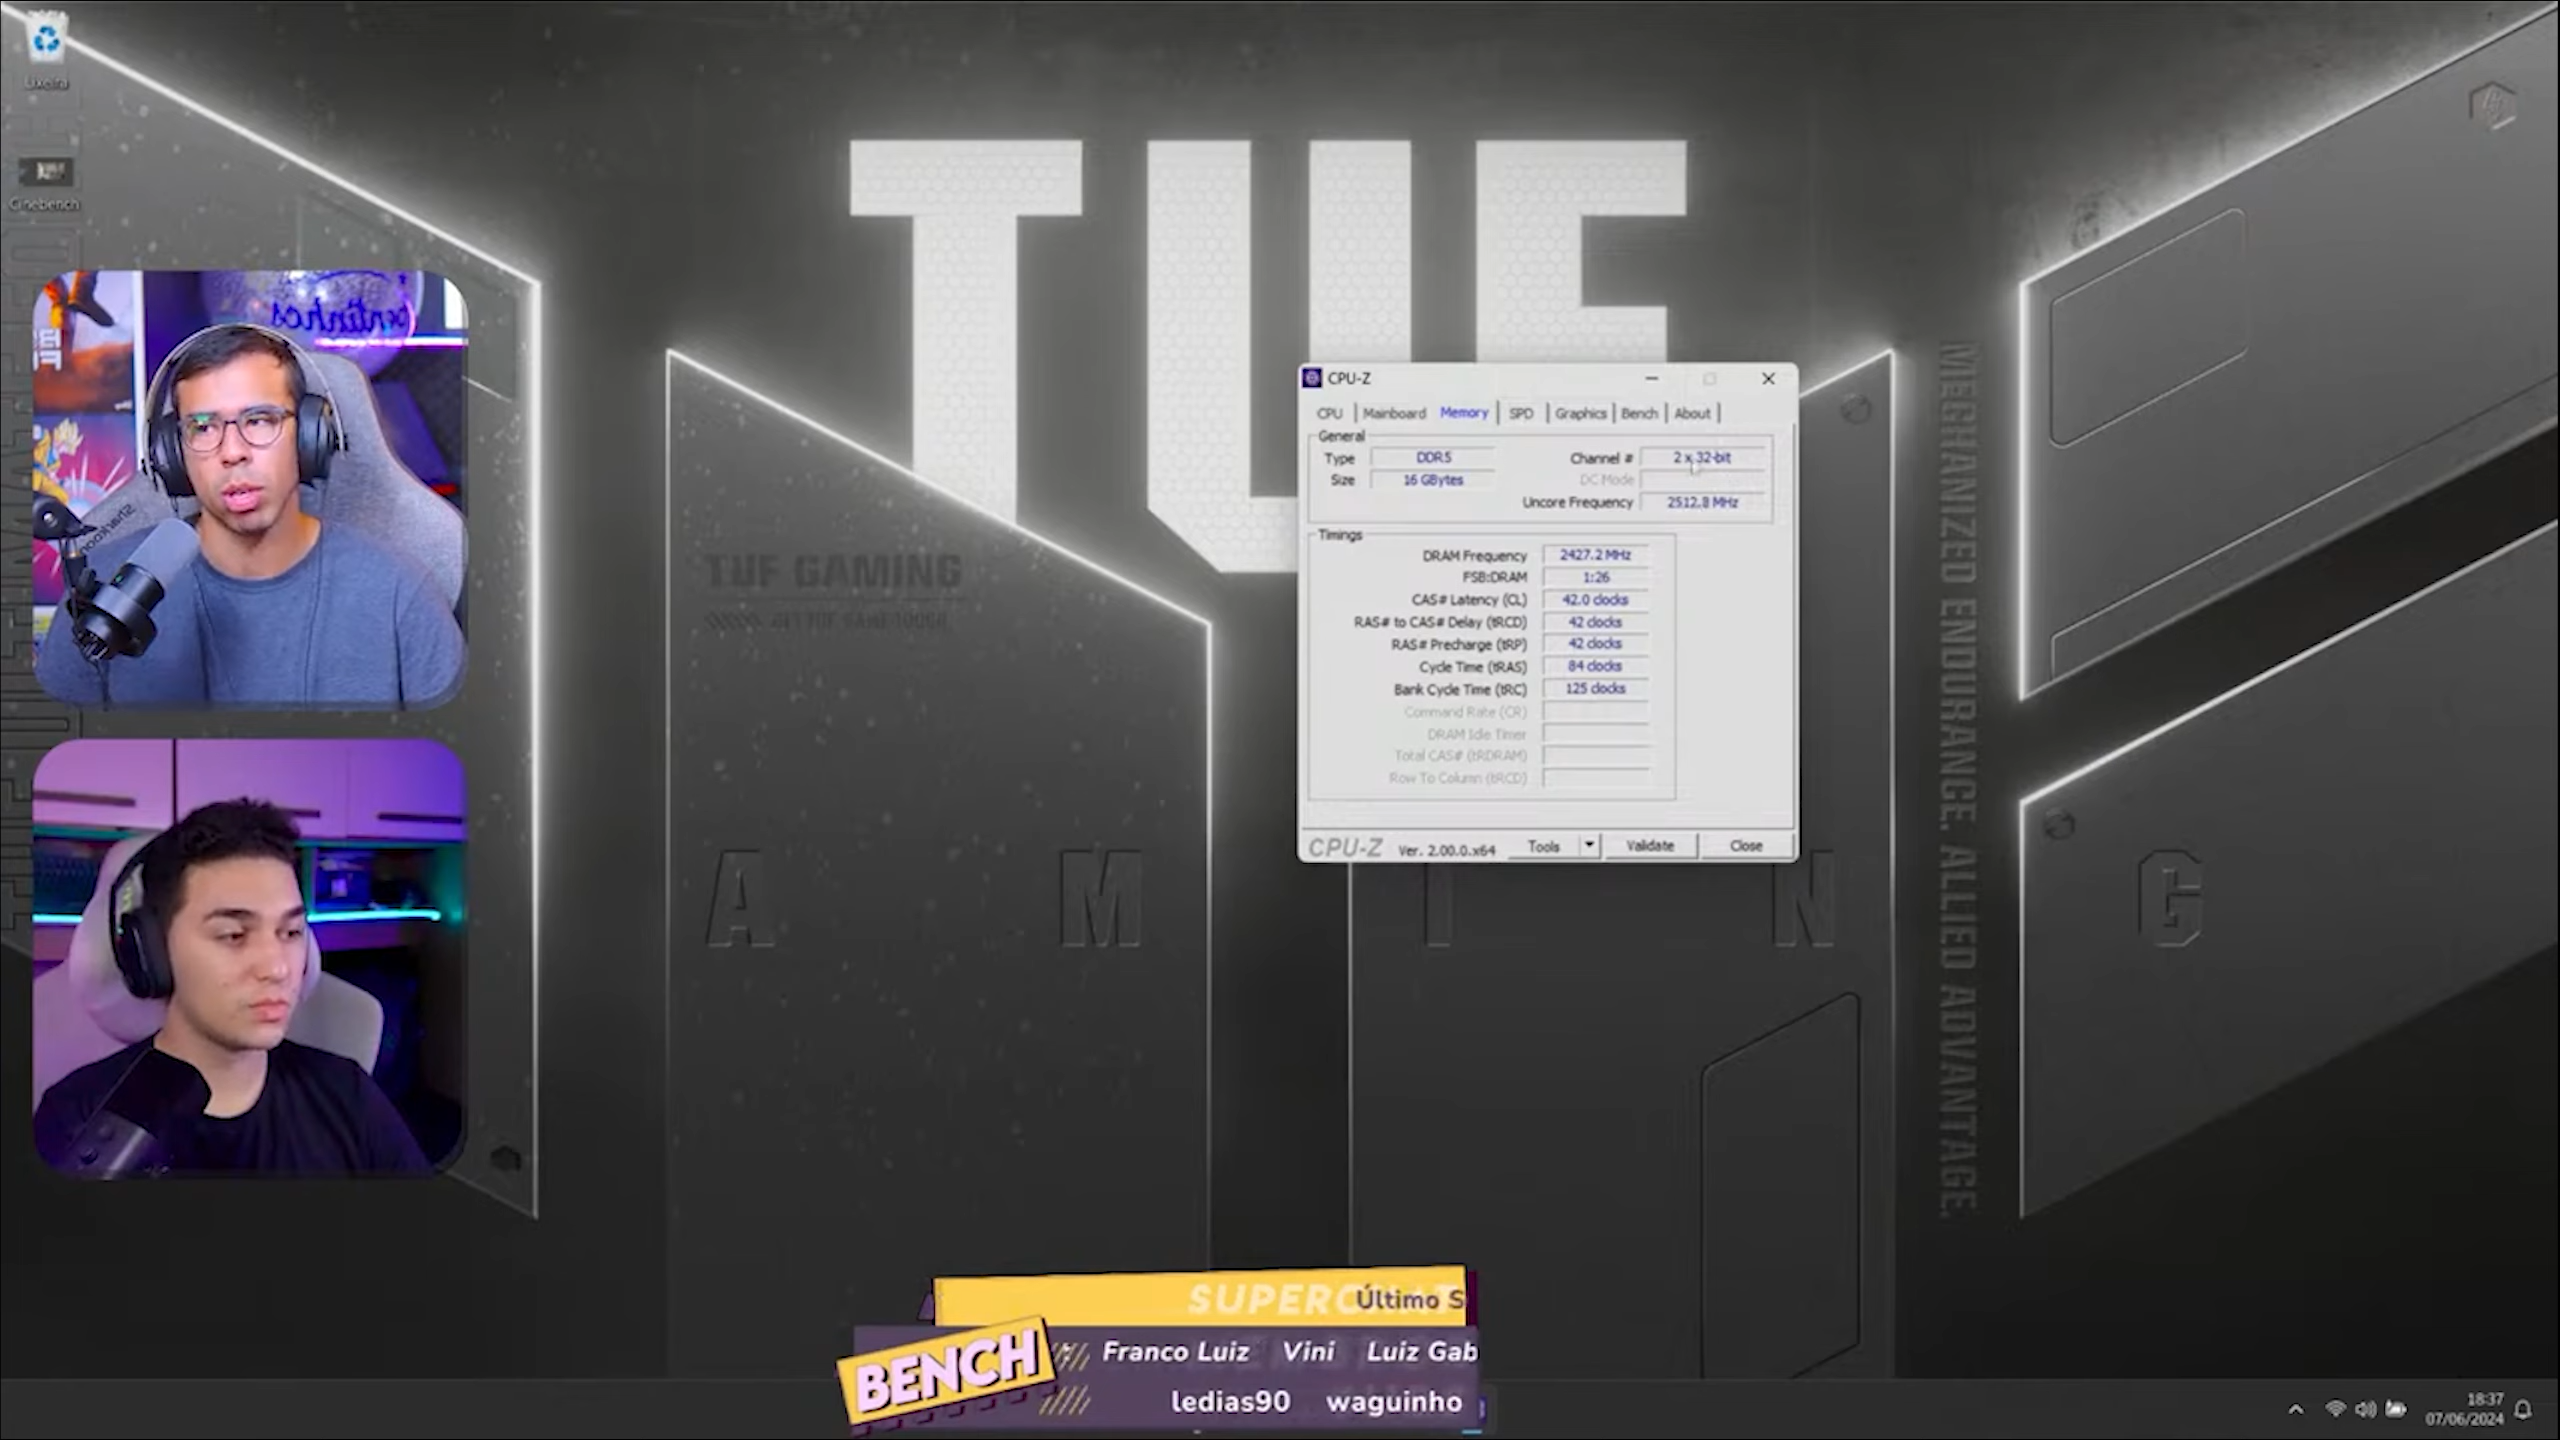 Lixeira
Cinebench
TUF
TUF GAMING
A M I N G
MECHANIZED ENDURANCE. ALLIED ADVANTAGE.
Sharkoon
CPU-Z
CPU Mainboard Memory SPD Graphics Bench About
General
Type DDR5 Channel # 2 x 32-bit
Size 16 GBytes DC Mode
Uncore Frequency 2512.8 MHz
Timings
DRAM Frequency 2427.2 MHz
FSB:DRAM 1:26
CAS# Latency (CL) 42.0 clocks
RAS# to CAS# Delay (tRCD) 42 clocks
RAS# Precharge (tRP) 42 clocks
Cycle Time (tRAS) 84 clocks
Bank Cycle Time (tRC) 125 clocks
Command Rate (CR)
DRAM Idle Timer
Total CAS# (tRDRAM)
Row To Column (tRCD)
CPU-Z Ver. 2.00.0.x64 Tools Validate Close
SUPERCHAT Último S
BENCH
Franco Luiz Vini Luiz Gab
ledias90 waguinho
18:37
07/06/2024